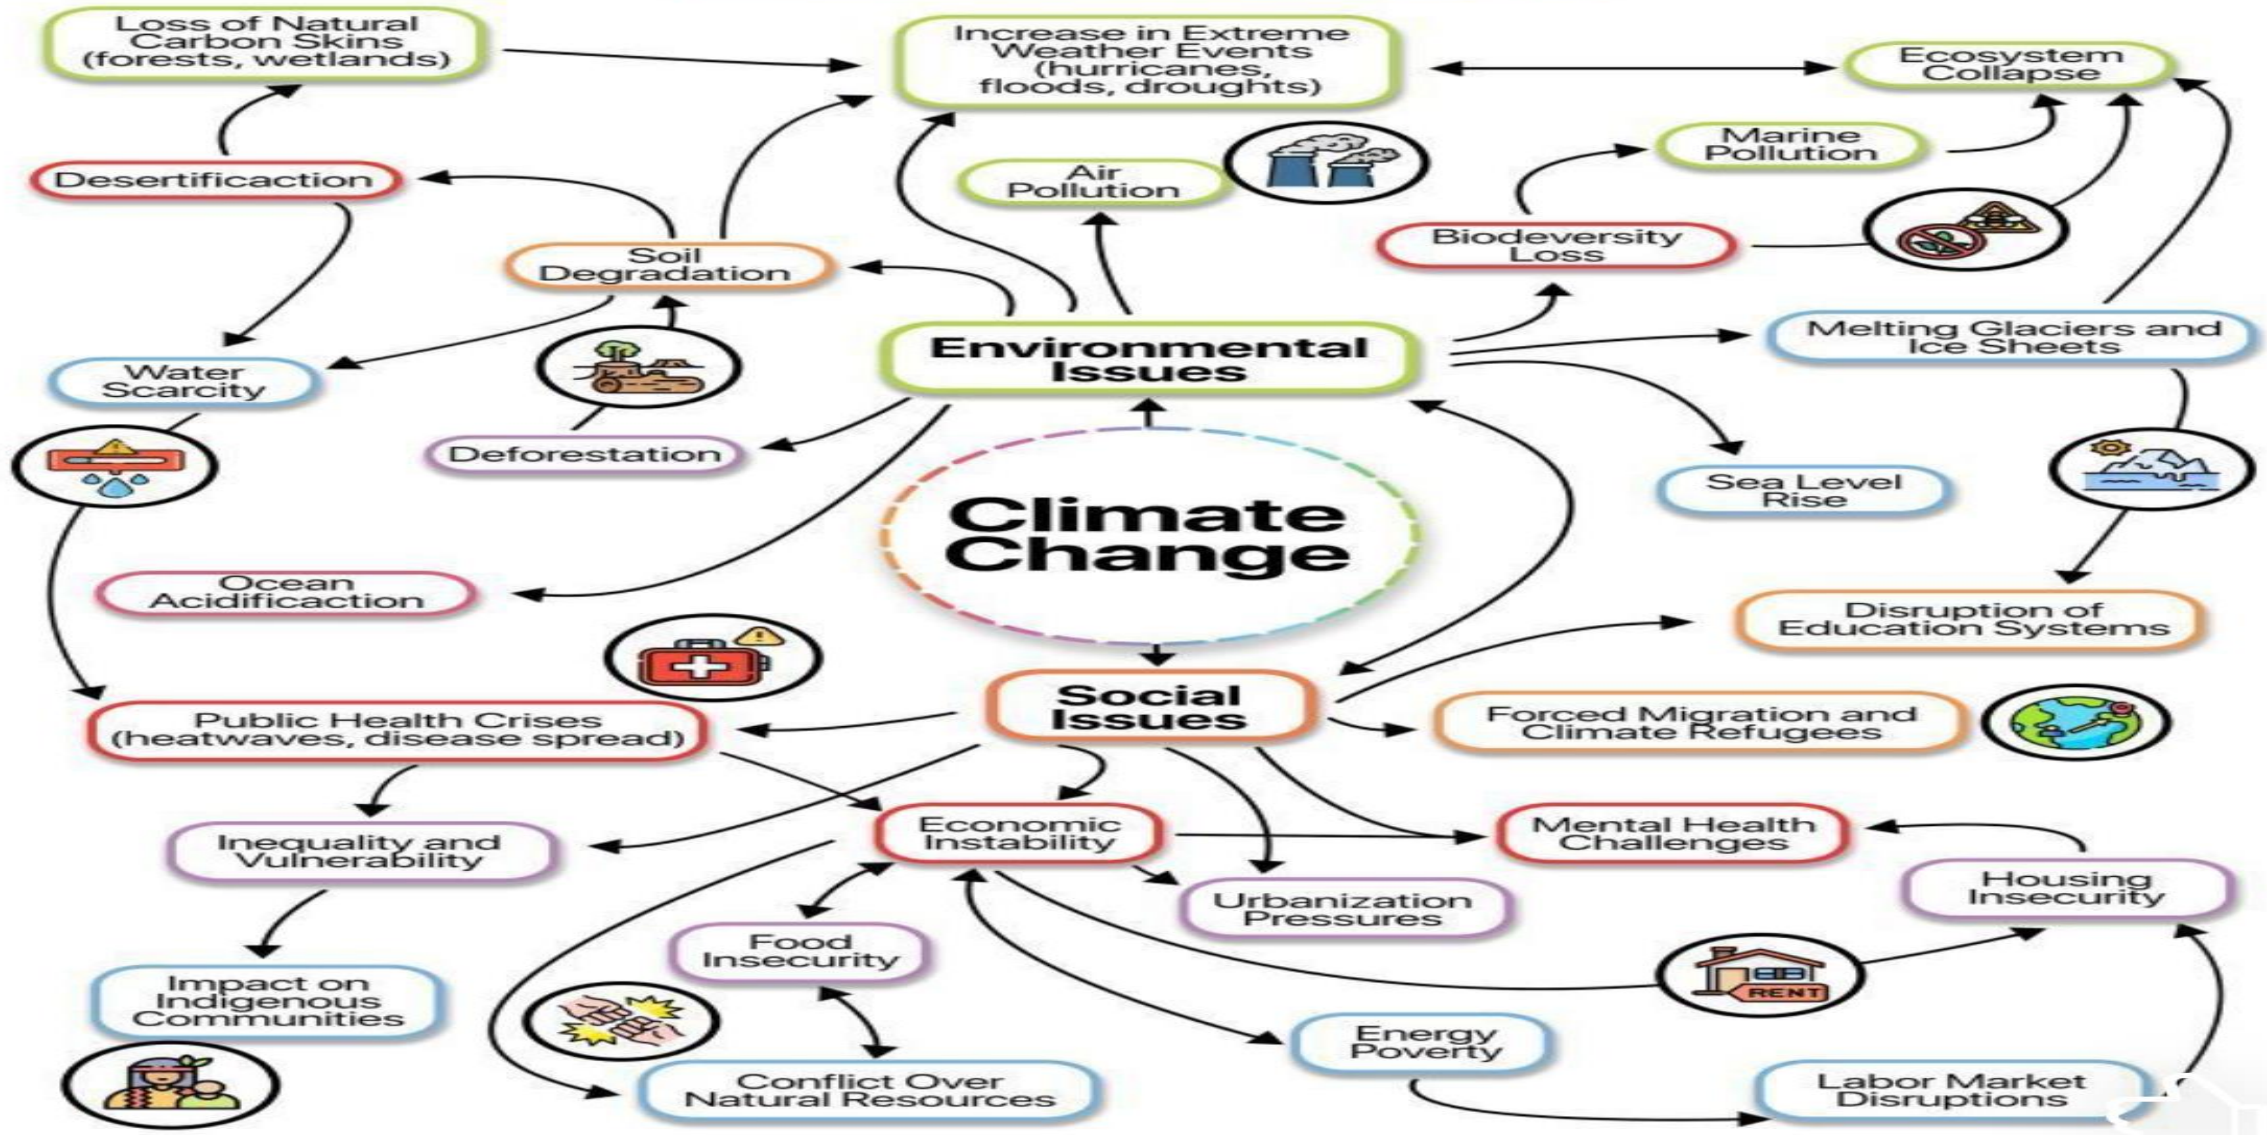 Loss of Natural
Carbon Skins
(forests, wetlands)
Increase in Extreme
Weather Events
(hurricanes,
floods, droughts)
Ecosystem
Collapse
Marine
Pollution
Air
Pollution
Desertificaction
Biodeversity
Loss
Soil
Degradation
Environmental
Issues
Melting Glaciers and
Ice Sheets
Water
Scarcity
Deforestation
Sea Level
Rise
Climate
Change
Ocean
Acidificaction
Disruption of
Education Systems
Social
Issues
Public Health Crises
(heatwaves, disease spread)
Forced Migration and
Climate Refugees
Inequality and
Vulnerability
Economic
Instability
Mental Health
Challenges
Housing
Insecurity
Urbanization
Pressures
Food
Insecurity
RENT
Impact on
Indigenous
Communities
Energy
Poverty
Conflict Over
Natural Resources
Labor Market
Disruptions